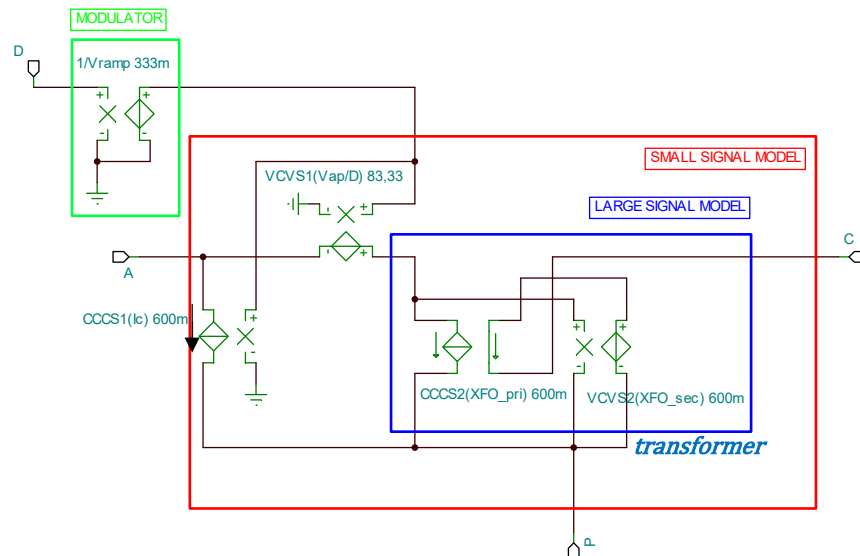 MODULATOR
D
1/Vramp 333m
SMALL SIGNAL MODEL
VCVS1(Vap/D) 83,33
LARGE SIGNAL MODEL
C
A
CCCS1(Ic) 600m
CCCS2(XFO_pri) 600m
VCVS2(XFO_sec) 600m
transformer
P